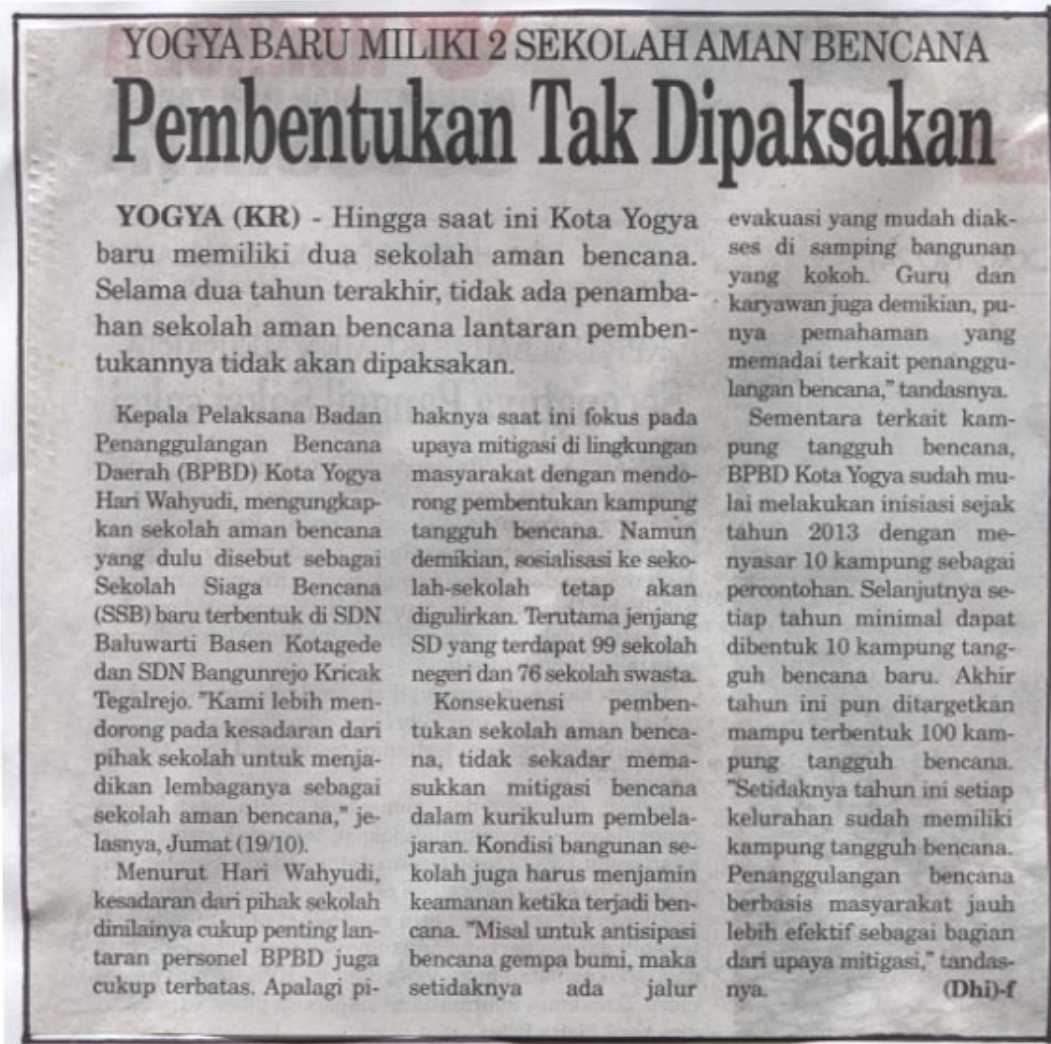 YOGYA BARU MILIKI 2 SEKOLAH AMAN BENCANA
Pembentukan Tak Dipaksakan
YOGYA (KR) - Hingga saat ini Kota Yogya
baru memiliki dua sekolah aman bencana.
Selama dua tahun terakhir, tidak ada penamba-
han sekolah aman bencana lantaran pemben-
tukannya tidak akan dipaksakan.
Kepala Pelaksana Badan
Penanggulangan Bencana
Daerah (BPBD) Kota Yogya
Hari Wahyudi, mengungkap-
kan sekolah aman bencana
yang dulu disebut sebagai
Sekolah Siaga Bencana
(SSB) baru terbentuk di SDN
Baluwarti Basen Kotagede
dan SDN Bangunrejo Kricak
Tegalrejo. "Kami lebih men-
dorong pada kesadaran dari
pihak sekolah untuk menja-
dikan lembaganya sebagai
sekolah aman bencana," je-
lasnya, Jumat (19/10).
Menurut Hari Wahyudi,
kesadaran dari pihak sekolah
dinilainya cukup penting lan-
taran personel BPBD juga
cukup terbatas. Apalagi pi-
haknya saat ini fokus pada
upaya mitigasi di lingkungan
masyarakat dengan mendo-
rong pembentukan kampung
tangguh bencana. Namun
demikian, sosialisasi ke seko-
lah-sekolah tetap akan
digulirkan. Terutama jenjang
SD yang terdapat 99 sekolah
negeri dan 76 sekolah swasta.
Konsekuensi pemben-
tukan sekolah aman benca-
na, tidak sekadar mema-
sukkan mitigasi bencana
dalam kurikulum pembela-
jaran. Kondisi bangunan se-
kolah juga harus menjamin
keamanan ketika terjadi ben-
cana. "Misal untuk antisipasi
bencana gempa bumi, maka
setidaknya ada jalur
evakuasi yang mudah diak-
ses di samping bangunan
yang kokoh. Guru dan
karyawan juga demikian, pu-
nya pemahaman yang
memadai terkait penanggu-
langan bencana," tandasnya.
Sementara terkait kam-
pung tangguh bencana,
BPBD Kota Yogya sudah mu-
lai melakukan inisiasi sejak
tahun 2013 dengan me-
nyasar 10 kampung sebagai
percontohan. Selanjutnya se-
tiap tahun minimal dapat
dibentuk 10 kampung tang-
guh bencana baru. Akhir
tahun ini pun ditargetkan
mampu terbentuk 100 kam-
pung tangguh bencana.
"Setidaknya tahun ini setiap
kelurahan sudah memiliki
kampung tangguh bencana.
Penanggulangan bencana
berbasis masyarakat jauh
lebih efektif sebagai bagian
dari upaya mitigasi," tandas-
nya. (Dhi)-f